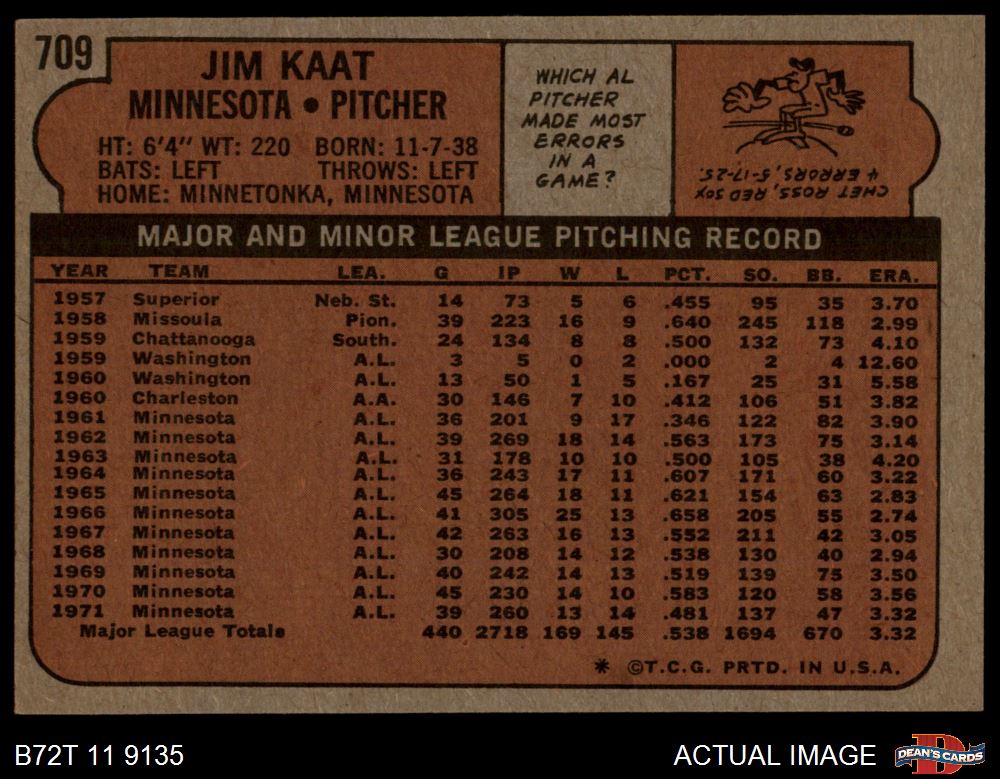 709
JIM KAAT
MINNESOTA • PITCHER
HT: 6'4" WT: 220 BORN: 11-7-38
BATS: LEFT THROWS: LEFT
HOME: MINNETONKA, MINNESOTA
WHICH AL
PITCHER
MADE MOST
ERRORS
IN A
GAME?
CHET ROSS, RED SOX
4 ERRORS, 5-17-25.
MAJOR AND MINOR LEAGUE PITCHING RECORD
YEAR TEAM LEA. G IP W L PCT. SO. BB. ERA.
1957 Superior Neb. St. 14 73 5 6 .455 95 35 3.70
1958 Missoula Pion. 39 223 16 9 .640 245 118 2.99
1959 Chattanooga South. 24 134 8 8 .500 132 73 4.10
1959 Washington A.L. 3 5 0 2 .000 2 4 12.60
1960 Washington A.L. 13 50 1 5 .167 25 31 5.58
1960 Charleston A.A. 30 146 7 10 .412 106 51 3.82
1961 Minnesota A.L. 36 201 9 17 .346 122 82 3.90
1962 Minnesota A.L. 39 269 18 14 .563 173 75 3.14
1963 Minnesota A.L. 31 178 10 10 .500 105 38 4.20
1964 Minnesota A.L. 36 243 17 11 .607 171 60 3.22
1965 Minnesota A.L. 45 264 18 11 .621 154 63 2.83
1966 Minnesota A.L. 41 305 25 13 .658 205 55 2.74
1967 Minnesota A.L. 42 263 16 13 .552 211 42 3.05
1968 Minnesota A.L. 30 208 14 12 .538 130 40 2.94
1969 Minnesota A.L. 40 242 14 13 .519 139 75 3.50
1970 Minnesota A.L. 45 230 14 10 .583 120 58 3.56
1971 Minnesota A.L. 39 260 13 14 .481 137 47 3.32
Major League Totals 440 2718 169 145 .538 1694 670 3.32
* ©T.C.G. PRTD. IN U.S.A.
B72T 11 9135
ACTUAL IMAGE
D
DEAN'S CARDS